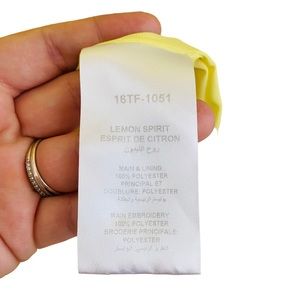 16TF-1051
LEMON SPIRIT
ESPRIT DE CITRON
روح الليمون
MAIN & LINING
100% POLYESTER
PRINCIPAL ET
DOUBLURE: POLYESTER
MAIN EMBROIDERY
100% POLYESTER
BRODERIE PRINCIPALE:
POLYESTER